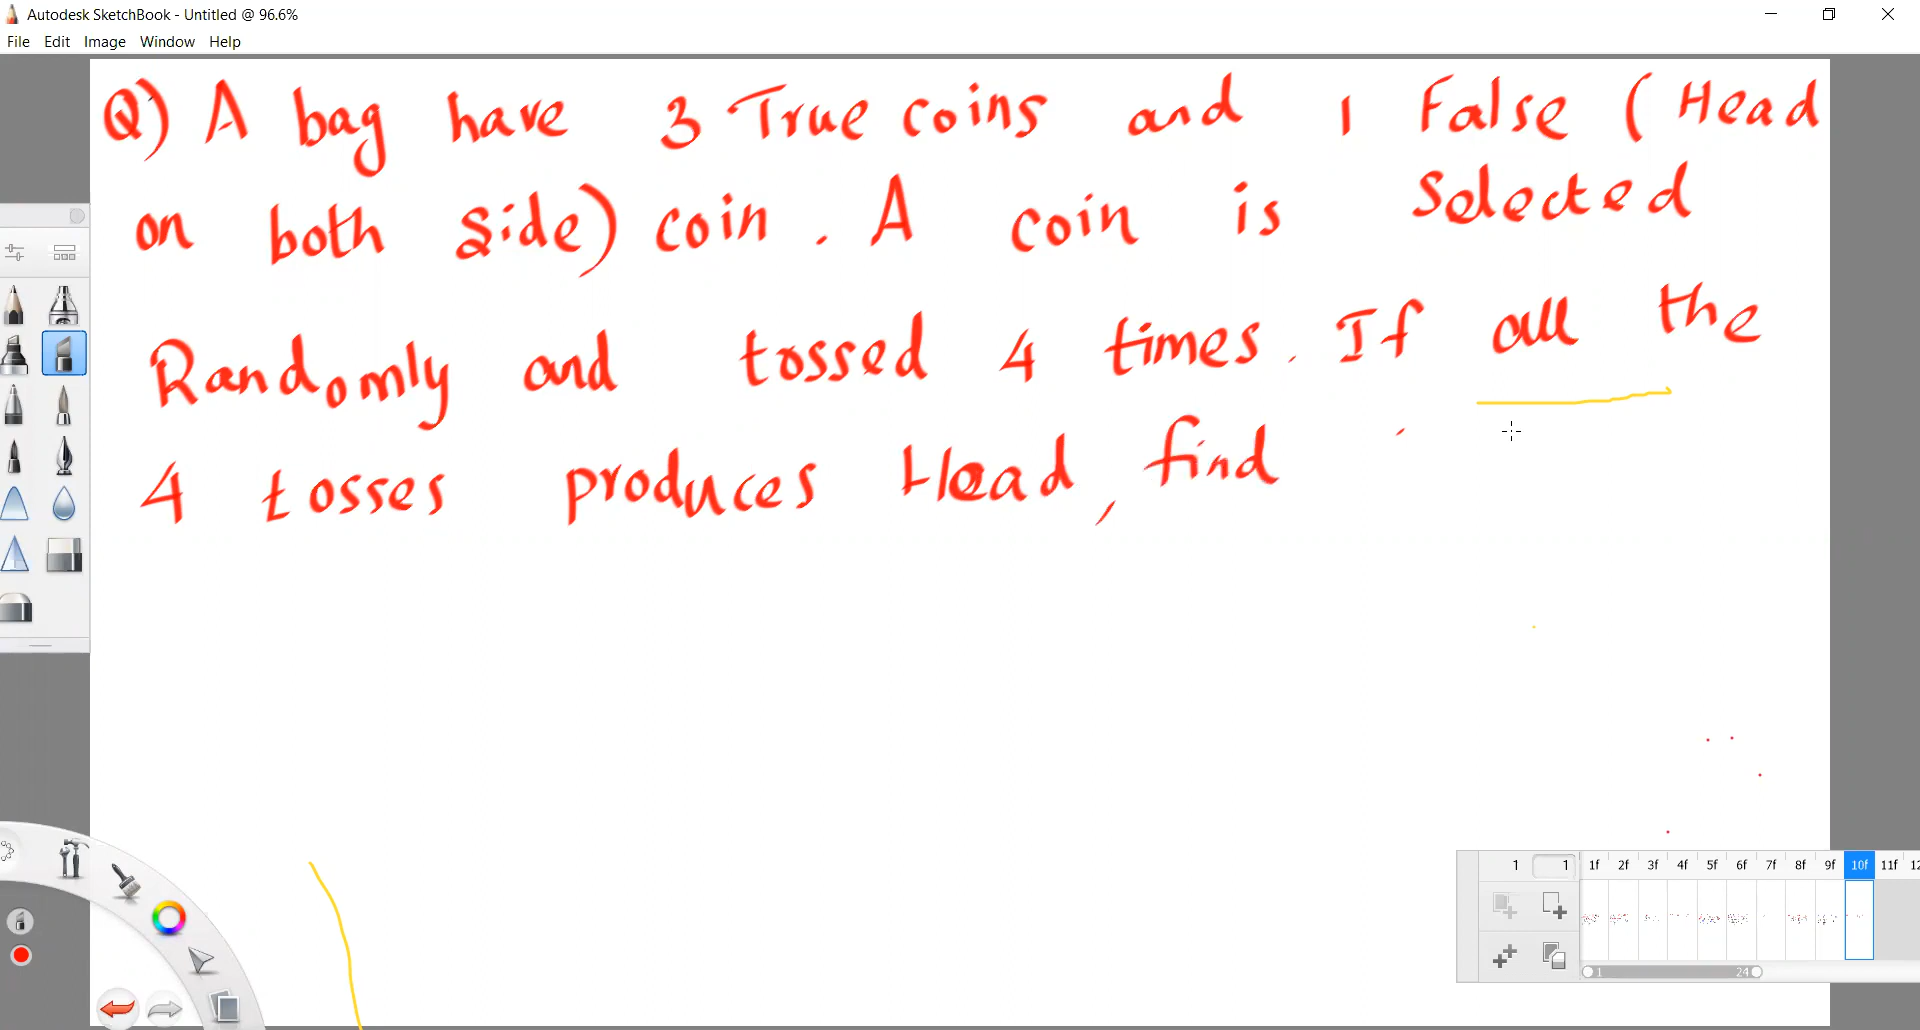 Autodesk SketchBook - Untitled @ 96.6%
File Edit Image Window Help
Q) A bag have 3 True coins and 1 False (Head
on both side) coin. A coin is Selected
Randomly and tossed 4 times. If all the
4 tosses produces Head, find
1 1 1f 2f 3f 4f 5f 6f 7f 8f 9f 10f 11f
1 24